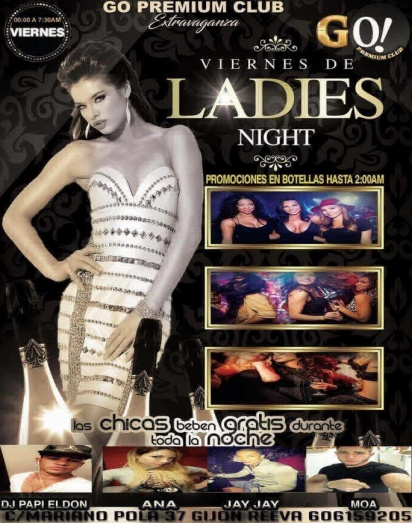 GO PREMIUM CLUB
Extravaganza
00:00 A 7:30AM
VIERNES
GO!
PREMIUM CLUB
VIERNES DE
LADIES
NIGHT
PROMOCIONES EN BOTELLAS HASTA 2:00AM
las chicas beben gratis durante
toda la noche
DJ PAPI ELDON
ANA
JAY JAY
MOA
C/MARIANO POLA 37 GIJON REEVA 606159205